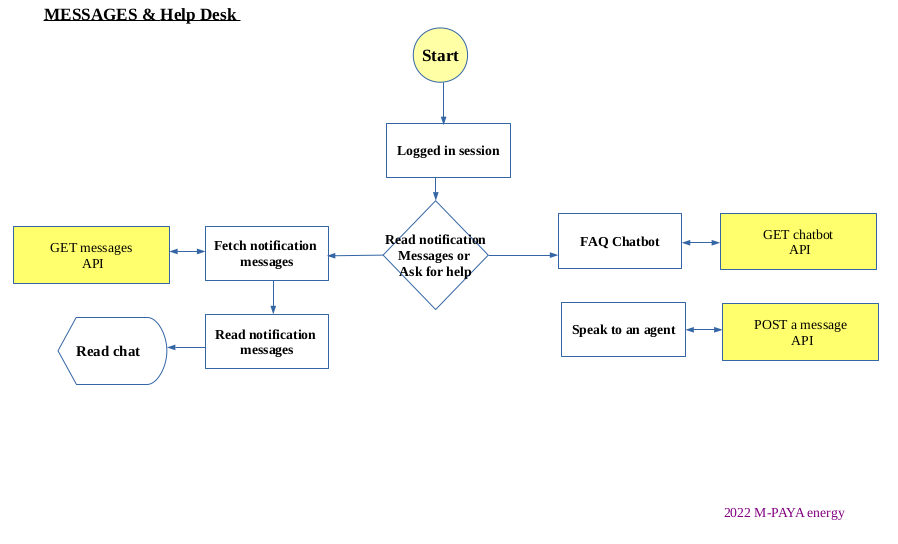 MESSAGES & Help Desk
Start
Logged in session
Read notification
Messages or
Ask for help
GET messages
API
Fetch notification
messages
FAQ Chatbot
GET chatbot
API
Read chat
Read notification
messages
Speak to an agent
POST a message
API
2022 M-PAYA energy